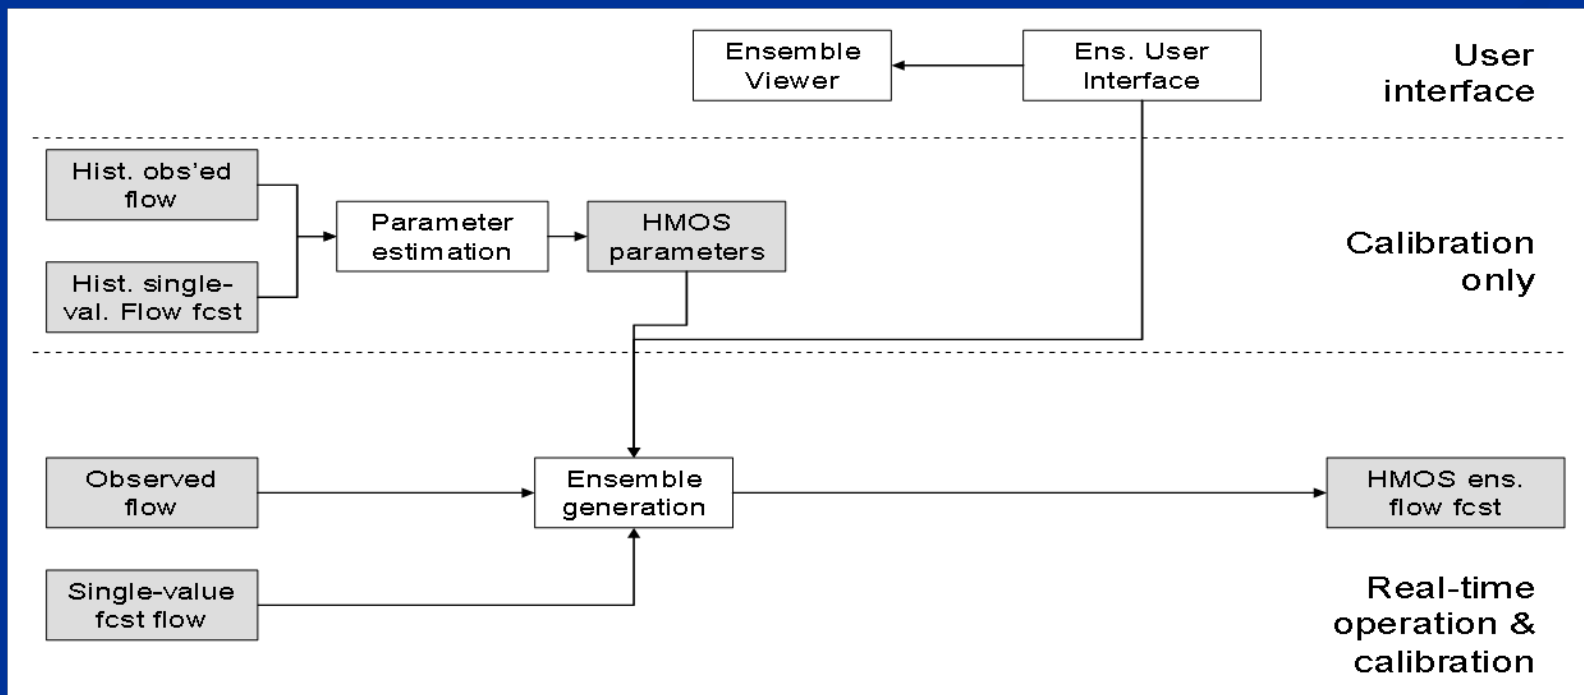 Ensemble
Viewer
Ens. User
Interface
User
interface
Hist. obs'ed
flow
Parameter
estimation
HMOS
parameters
Hist. single-
val. Flow fcst
Calibration
only
Observed
flow
Ensemble
generation
HMOS ens.
flow fcst
Single-value
fcst flow
Real-time
operation &
calibration